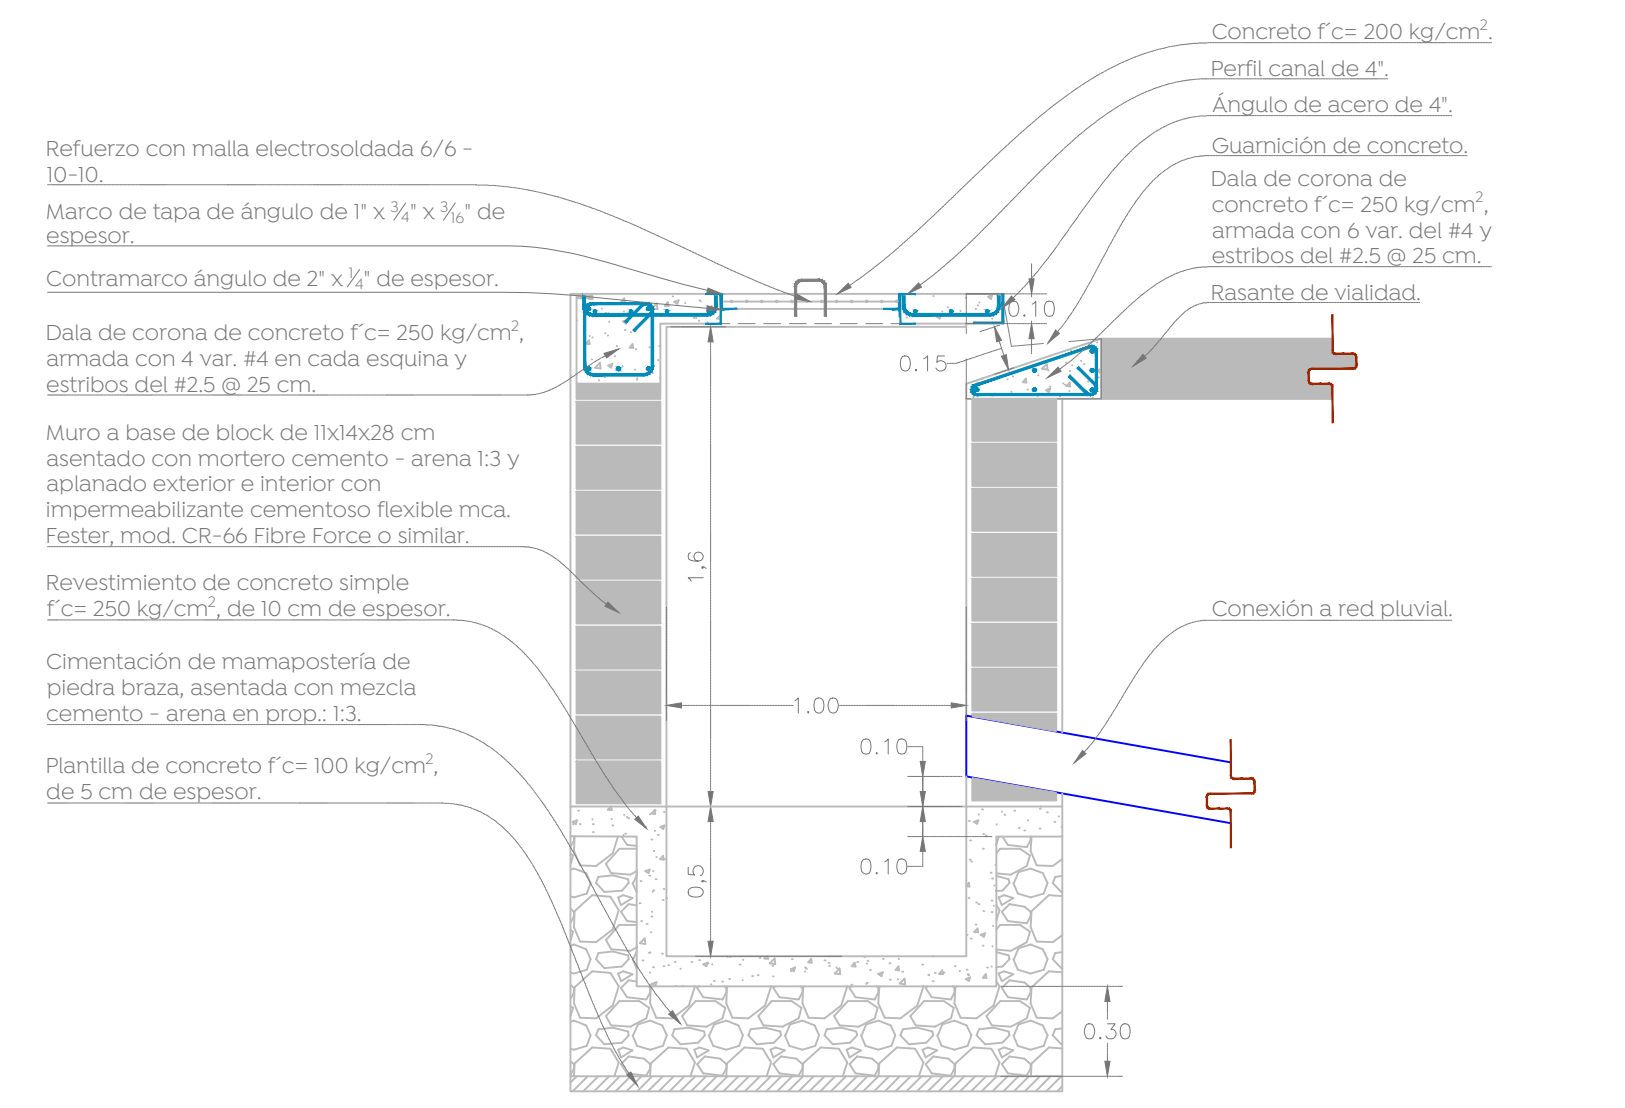 Refuerzo con malla electrosoldada 6/6 -
10-10.
Marco de tapa de ángulo de 1" x ¾" x 3⁄16" de
espesor.
Contramarco ángulo de 2" x ¼" de espesor.
Dala de corona de concreto f´c= 250 kg/cm²,
armada con 4 var. #4 en cada esquina y
estribos del #2.5 @ 25 cm.
Muro a base de block de 11x14x28 cm
asentado con mortero cemento - arena 1:3 y
aplanado exterior e interior con
impermeabilizante cementoso flexible mca.
Fester, mod. CR-66 Fibre Force o similar.
Revestimiento de concreto simple
f´c= 250 kg/cm², de 10 cm de espesor.
Cimentación de mamapostería de
piedra braza, asentada con mezcla
cemento - arena en prop.: 1:3.
Plantilla de concreto f´c= 100 kg/cm²,
de 5 cm de espesor.
Concreto f´c= 200 kg/cm².
Perfil canal de 4".
Ángulo de acero de 4".
Guarnición de concreto.
Dala de corona de
concreto f´c= 250 kg/cm²,
armada con 6 var. del #4 y
estribos del #2.5 @ 25 cm.
Rasante de vialidad.
Conexión a red pluvial.
0.10
0.15
1,6
1.00
0.10
0.10
0,5
0.30